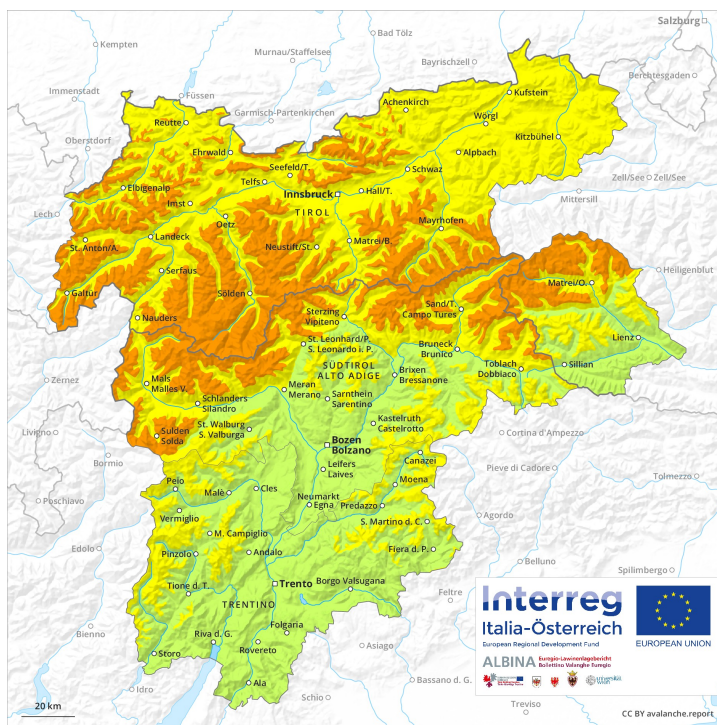 Salzburg
Bad Tölz
Kempten
Murnau/Staffelsee
Bayrischzell
Berchtesgaden
Immenstadt
Füssen
Garmisch-Partenkirchen
Achenkirch
Kufstein
Reutte
Wörgl
Oberstdorf
Ehrwald
Kitzbühel
Seefeld/T.
Alpbach
Schwaz
Telfs
Zell/See
Zell/See
Elbigenalp
Innsbruck
Hall/T.
Mittersill
Imst
TIROL
Lech
Oetz
Mayrhofen
St. Anton/A.
Landeck
Neustift/St.
Matrei/B.
Heiligenblut
Serfaus
Matrei/O.
Galtür
Sölden
Sand/T.
Campo Tures
Nauders
Sterzing
Vipiteno
Lienz
St. Leonhard/P.
S. Leonardo i. P.
Bruneck
Brunico
Toblach
Dobbiaco
Sillian
SÜDTIROL
ALTO ADIGE
Brixen
Bressanone
Zernez
Mals
Malles V.
Meran
Merano
Schlanders
Silandro
Sarnthein
Sarentino
Kastelruth
Castelrotto
Cortina d'Ampezzo
St. Walburg
S. Valburga
Livigno
Sulden
Solda
Bozen
Bolzano
Canazei
Bormio
Leifers
Laives
Pieve di Cadore
Tolmezzo
Peio
Moena
Poschiavo
Malè
Cles
Neumarkt
Egna
Predazzo
Agordo
Vermiglio
S. Martino d. C.
M. Campiglio
Edolo
Pinzolo
Andalo
Fiera d. P.
Belluno
Spilimbergo
Trento
Tione d. T.
Borgo Valsugana
Feltre
TRENTINO
Folgaria
Bienno
Riva d. G.
Rovereto
Asiago
Storo
Idro
Ala
Schio
Bassano d. G.
Treviso
Interreg
Italia-Österreich
European Regional Development Fund
EUROPEAN UNION
ALBINA
Euregio-Lawinenlagebericht
Bollettino Valanghe Euregio
universität
wien
20 km
CC BY avalanche.report